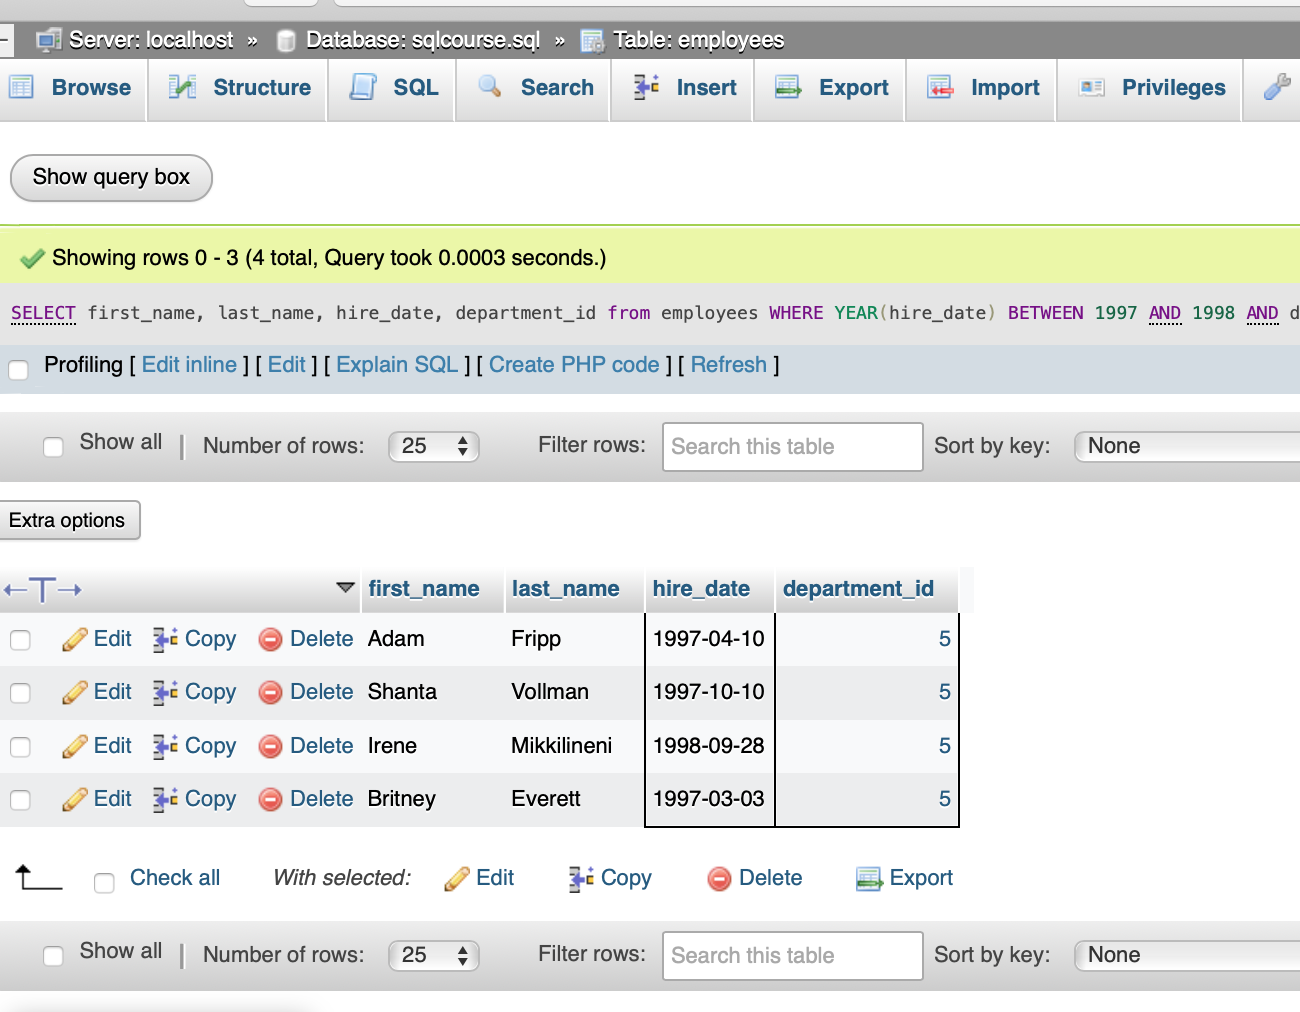 Server: localhost » Database: sqlcourse.sql » Table: employees
Browse Structure SQL Search Insert Export Import Privileges
Show query box
Showing rows 0 - 3 (4 total, Query took 0.0003 seconds.)
SELECT first_name, last_name, hire_date, department_id from employees WHERE YEAR(hire_date) BETWEEN 1997 AND 1998 AND d
Profiling [ Edit inline ] [ Edit ] [ Explain SQL ] [ Create PHP code ] [ Refresh ]
Show all | Number of rows: 25 Filter rows: Search this table Sort by key: None
Extra options
←T→ first_name last_name hire_date department_id
Edit Copy Delete Adam Fripp 1997-04-10 5
Edit Copy Delete Shanta Vollman 1997-10-10 5
Edit Copy Delete Irene Mikkilineni 1998-09-28 5
Edit Copy Delete Britney Everett 1997-03-03 5
Check all With selected: Edit Copy Delete Export
Show all | Number of rows: 25 Filter rows: Search this table Sort by key: None